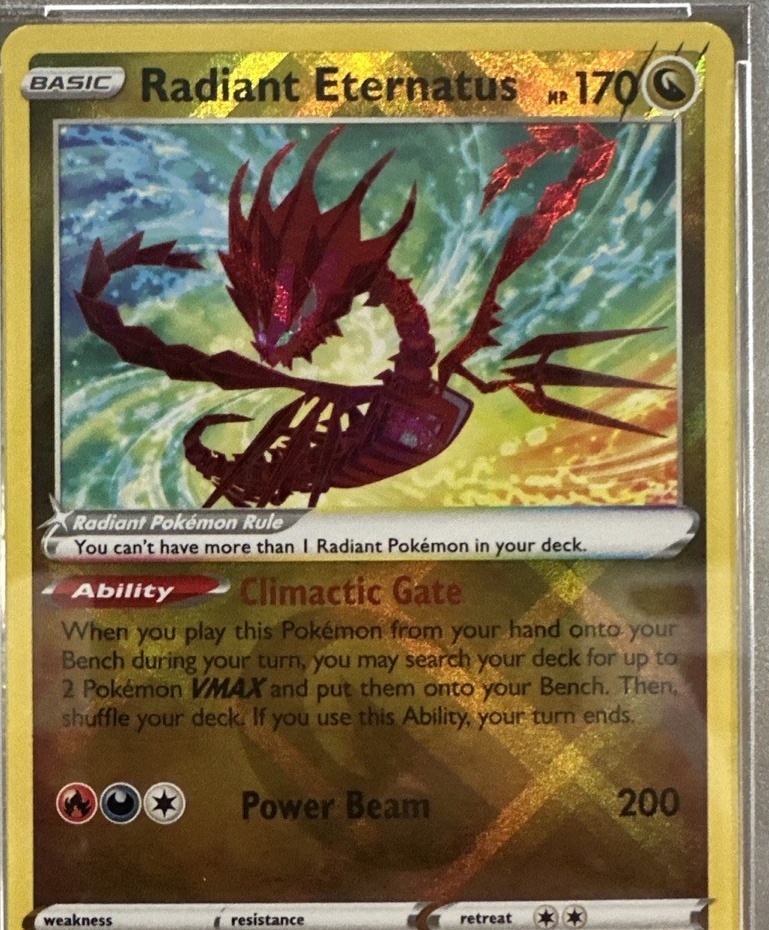 BASIC Radiant Eternatus HP 170
Radiant Pokémon Rule
You can't have more than 1 Radiant Pokémon in your deck.
Ability Climactic Gate
When you play this Pokémon from your hand onto your
Bench during your turn, you may search your deck for up to
2 Pokémon VMAX and put them onto your Bench. Then,
shuffle your deck. If you use this Ability, your turn ends.
Power Beam 200
weakness resistance retreat